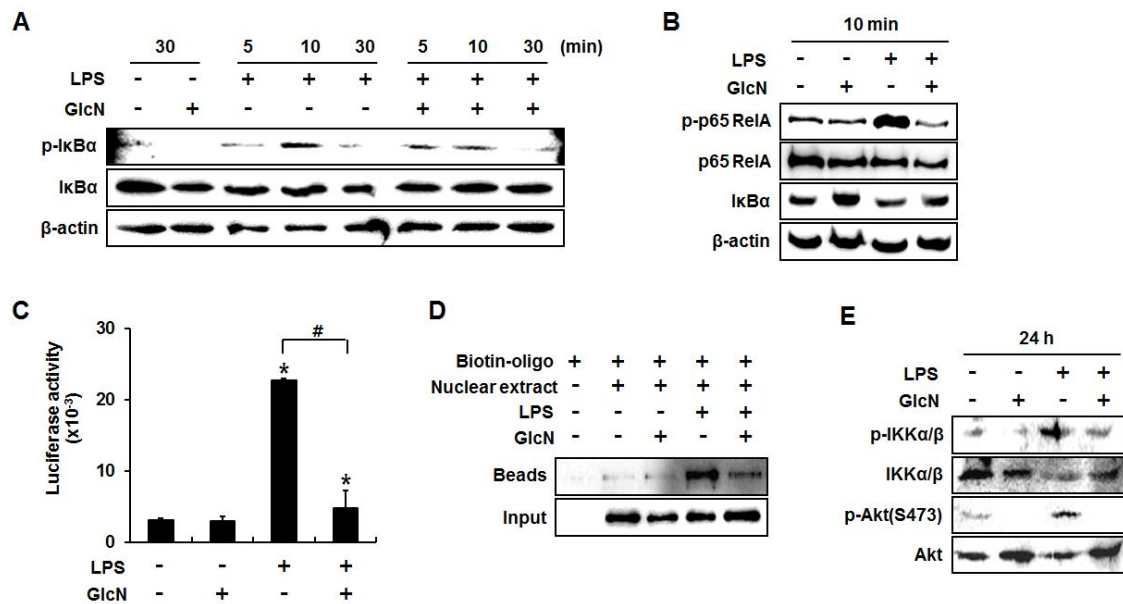 A
30 5 10 30 5 10 30 (min)
LPS - - + + + + + +
GlcN - + - - - + + +
p-IκBα
IκBα
β-actin
B
10 min
LPS - - + +
GlcN - + - +
p-p65 RelA
p65 RelA
IκBα
β-actin
C
Luciferase activity
(x10-3)
30
20
10
0
#
*
*
LPS - - + +
GlcN - + - +
D
Biotin-oligo + + + + +
Nuclear extract - + + + +
LPS - - - + +
GlcN - - + - +
Beads
Input
E
24 h
LPS - - + +
GlcN - + - +
p-IKKα/β
IKKα/β
p-Akt(S473)
Akt